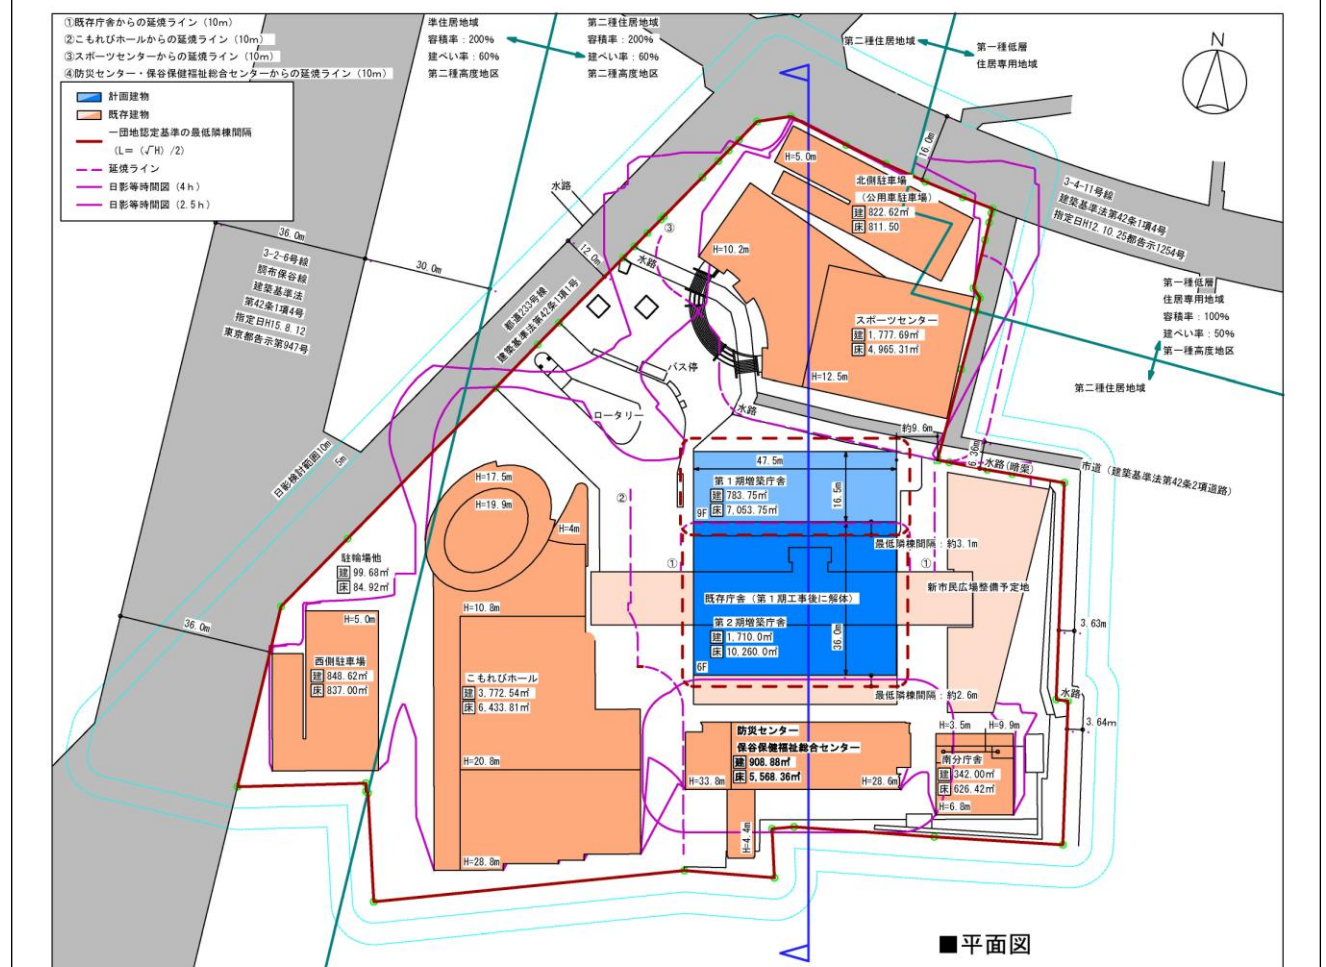 ①既存庁舎からの延焼ライン（10m）
②こもれびホールからの延焼ライン（10m）
③スポーツセンターからの延焼ライン（10m）
④防災センター・保谷保健福祉総合センターからの延焼ライン（10m）
計画建物
既存建物
一団地認定基準の最低隣棟間隔
（L＝（√H）/2）
延焼ライン
日影等時間図（4h）
日影等時間図（2.5h）
準住居地域
容積率：200%
建ぺい率：60%
第二種高度地区
第二種住居地域
容積率：200%
建ぺい率：60%
第二種高度地区
第二種住居地域
第一種低層
住居専用地域
N
16.0m
3-4-11号線
建築基準法第42条1項4号
指定日H12.10.25都告示1254号
第一種低層
住居専用地域
容積率：100%
建ぺい率：50%
第一種高度地区
第二種住居地域
36.0m
30.0m
12.0m
3-2-6号線
調布保谷線
建築基準法
第42条1項4号
指定日H15.8.12
東京都告示第947号
都道233号線
建築基準法第42条1項1号
水路
水路
③
H=5.0m
北側駐車場
（公用車駐車場）
建 822.62㎡
床 811.50
H=10.2m
スポーツセンター
建 1,777.69㎡
床 4,965.31㎡
H=12.5m
バス停
ロータリー
水路
約9.6m
6.36m
水路(暗渠)
市道（建築基準法第42条2項道路）
日影検討範囲10m
5m
47.5m
16.5m
第１期増築庁舎
建 783.75㎡
床 7,053.75㎡
9F
最低隣棟間隔：約3.1m
①
①
②
既存庁舎（第１期工事後に解体）
新市民広場整備予定地
第２期増築庁舎
建 1,710.0㎡
床 10,260.0㎡
36.0m
6F
最低隣棟間隔：約2.6m
H=17.5m
H=19.9m
H=4m
駐輪場他
建 99.68㎡
床 84.92㎡
H=10.8m
H=5.0m
36.0m
西側駐車場
建 848.62㎡
床 837.00㎡
こもれびホール
建 3,772.54㎡
床 6,433.81㎡
H=20.8m
H=28.8m
防災センター
保谷保健福祉総合センター
建 908.88㎡
床 5,568.36㎡
H=33.8m
H=28.6m
H=4.4m
H=3.5m
H=9.9m
南分庁舎
建 342.00㎡
床 626.42㎡
H=6.8m
3.63m
水路
3.64m
■平面図